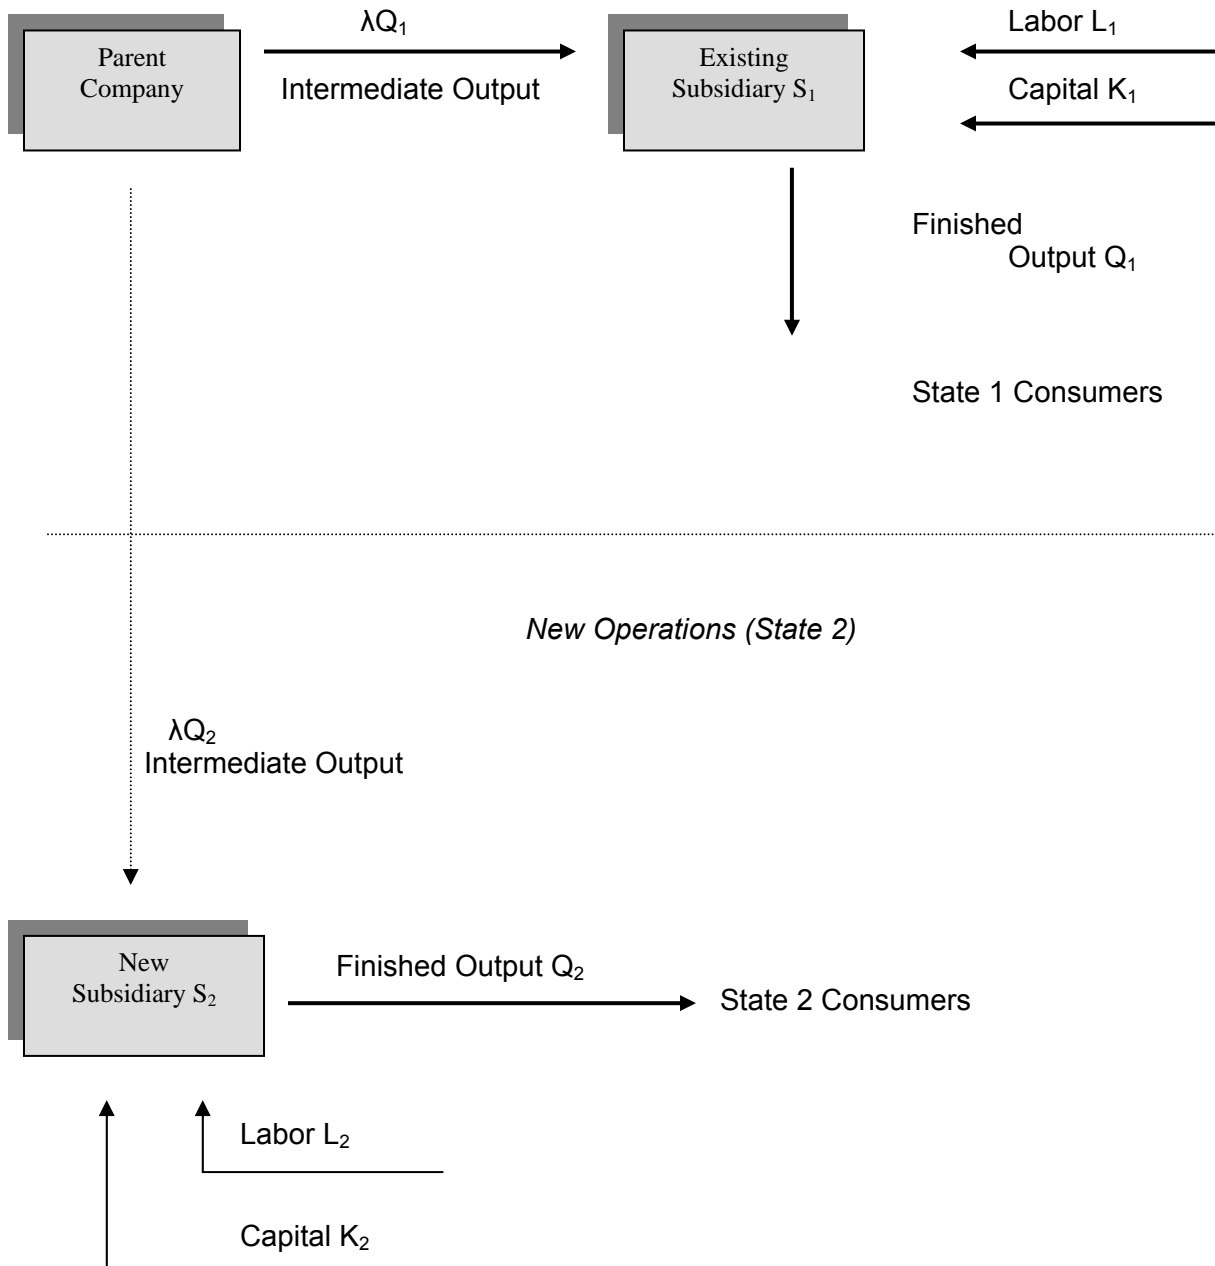 λQ₁
Parent
Company
Intermediate Output
Existing
Subsidiary S₁
Labor L₁
Capital K₁
Finished
Output Q₁
State 1 Consumers
New Operations (State 2)
λQ₂
Intermediate Output
New
Subsidiary S₂
Finished Output Q₂
State 2 Consumers
Labor L₂
Capital K₂